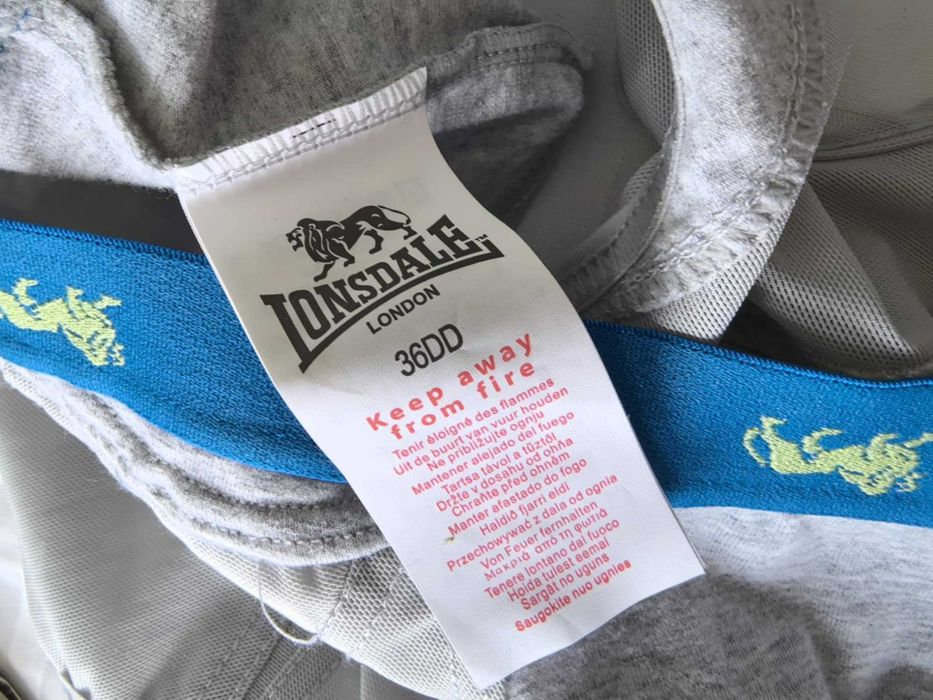 LONSDALE™
LONDON
36DD
Keep away
from fire
Tenir éloigné des flammes
Uit de buurt van vuur houden
Ne približujte ognju
Mantener alejado del fuego
Tartsa távol a tűztől
Držte v dosahu od ohňa
Chraňte před ohněm
Manter afastado do fogo
Haldið fjarri eldi
Przechowywać z dala od ognia
Von Feuer fernhalten
Μακριά από τη φωτιά
Tenere lontano dal fuoco
Hoida tulest eemal
Sargāt no uguns
Saugokite nuo ugnies